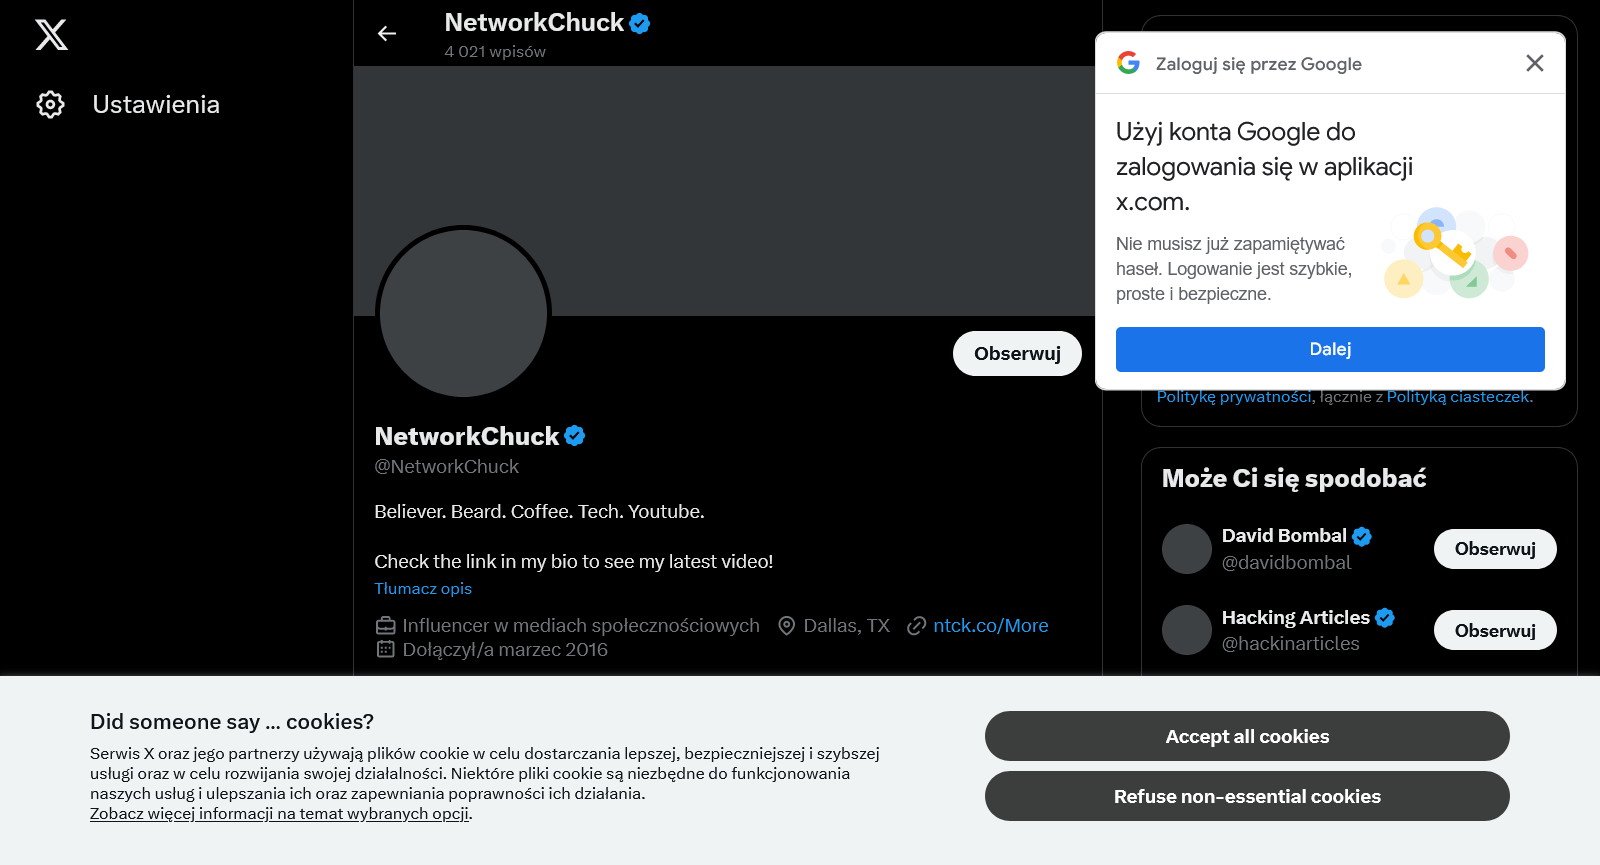 Ustawienia
NetworkChuck
4 021 wpisów
Obserwuj
NetworkChuck
@NetworkChuck
Believer. Beard. Coffee. Tech. Youtube.
Check the link in my bio to see my latest video!
Tłumacz opis
Influencer w mediach społecznościowych Dallas, TX ntck.co/More
Dołączył/a marzec 2016
Zaloguj się przez Google
Użyj konta Google do
zalogowania się w aplikacji
x.com.
Nie musisz już zapamiętywać
haseł. Logowanie jest szybkie,
proste i bezpieczne.
Dalej
Politykę prywatności, łącznie z Polityką ciasteczek.
Może Ci się spodobać
David Bombal
@davidbombal
Obserwuj
Hacking Articles
@hackinarticles
Obserwuj
Did someone say … cookies?
Serwis X oraz jego partnerzy używają plików cookie w celu dostarczania lepszej, bezpieczniejszej i szybszej
usługi oraz w celu rozwijania swojej działalności. Niektóre pliki cookie są niezbędne do funkcjonowania
naszych usług i ulepszania ich oraz zapewniania poprawności ich działania.
Zobacz więcej informacji na temat wybranych opcji.
Accept all cookies
Refuse non-essential cookies